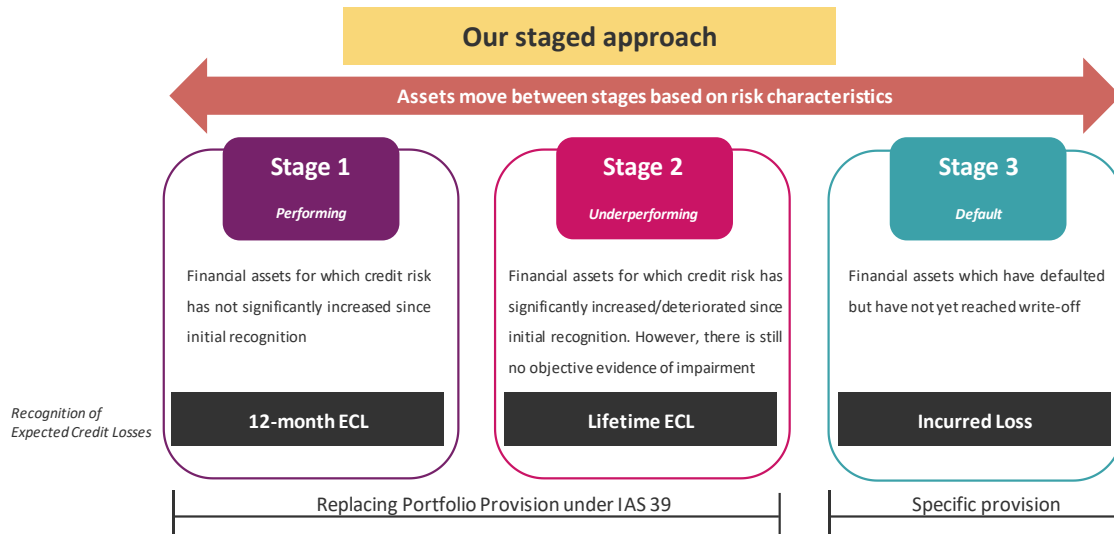 Our staged approach
Assets move between stages based on risk characteristics
Stage 1
Performing
Financial assets for which credit risk
has not significantly increased since
initial recognition
12-month ECL
Stage 2
Underperforming
Financial assets for which credit risk has
significantly increased/deteriorated since
initial recognition. However, there is still
no objective evidence of impairment
Lifetime ECL
Stage 3
Default
Financial assets which have defaulted
but have not yet reached write-off
Incurred Loss
Recognition of
Expected Credit Losses
Replacing Portfolio Provision under IAS 39
Specific provision